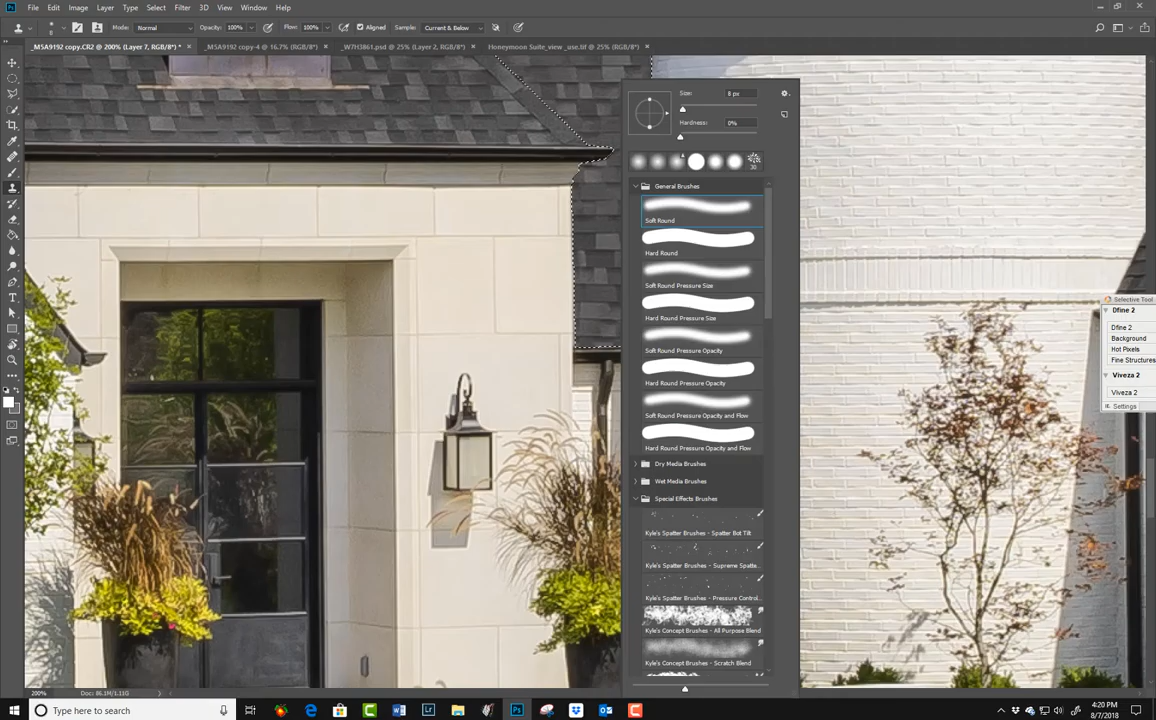 Ps File Edit Image Layer Type Select Filter 3D View Window Help
8 Mode: Normal Opacity: 100% Flow: 100% Aligned Sample: Current & Below
_M5A9192 copy.CR2 @ 200% (Layer 7, RGB/8*) * × _M5A9192 copy-4 @ 16.7% (RGB/8*) × _W7H3861.psd @ 25% (Layer 2, RGB/8*) × Honeymoon Suite_view _use.tif @ 25% (RGB/8*) ×
Size: 8 px
Hardness: 0%
30
General Brushes
Soft Round
Hard Round
Soft Round Pressure Size
Hard Round Pressure Size
Soft Round Pressure Opacity
Hard Round Pressure Opacity
Soft Round Pressure Opacity and Flow
Hard Round Pressure Opacity and Flow
Dry Media Brushes
Wet Media Brushes
Special Effects Brushes
Kyle's Spatter Brushes - Spatter Bot Tilt
Kyle's Spatter Brushes - Supreme Spatte...
Kyle's Spatter Brushes - Pressure Control...
Kyle's Concept Brushes - All Purpose Blend
Kyle's Concept Brushes - Scratch Blend
Selective Tool
Dfine 2
Dfine 2
Background
Hot Pixels
Fine Structures
Viveza 2
Viveza 2
Settings
200% Doc: 86.1M/1.13G
Type here to search
4:20 PM
8/7/2018